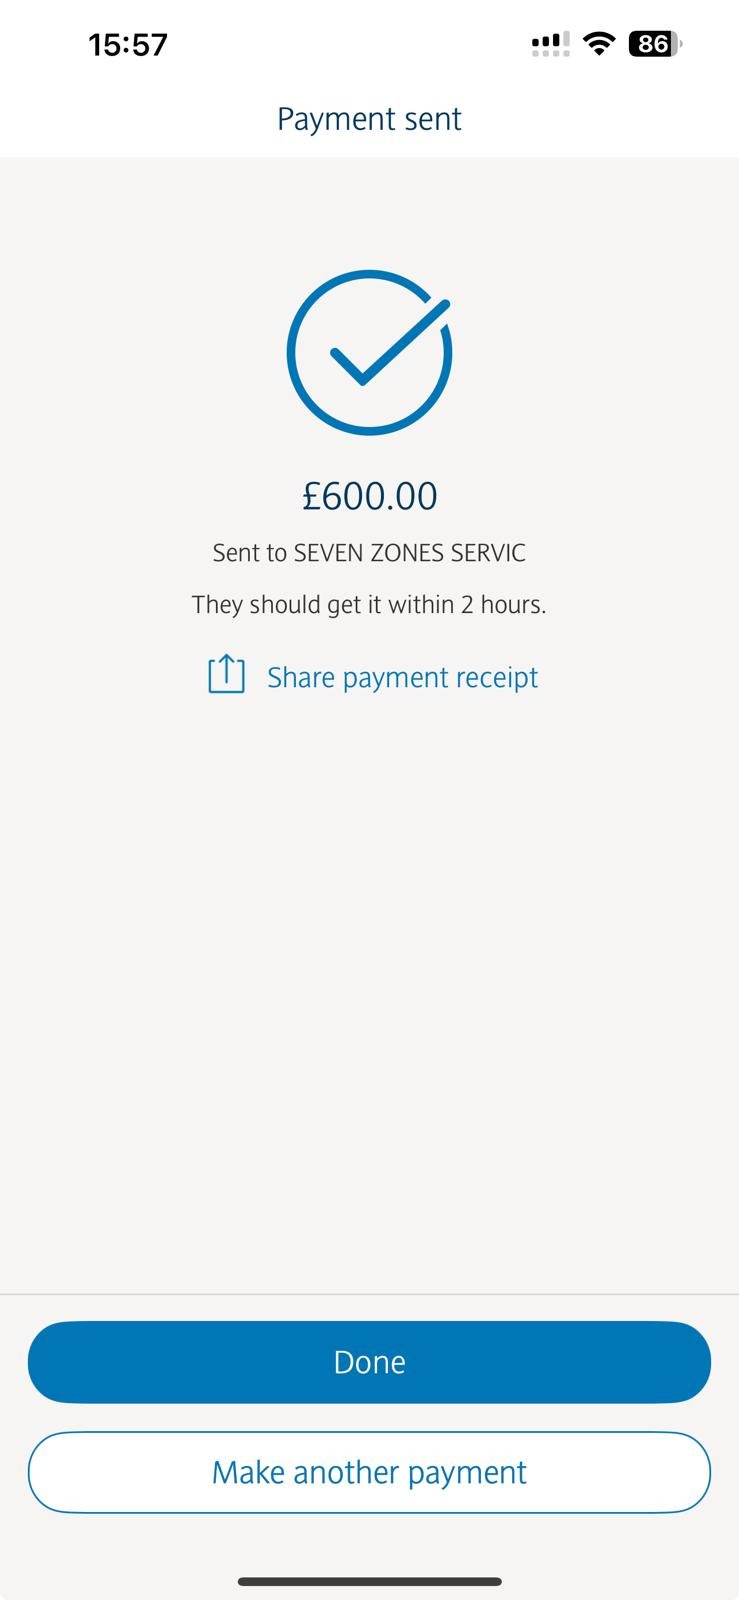 15:57
86
Payment sent
£600.00
Sent to SEVEN ZONES SERVIC
They should get it within 2 hours.
Share payment receipt
Done
Make another payment